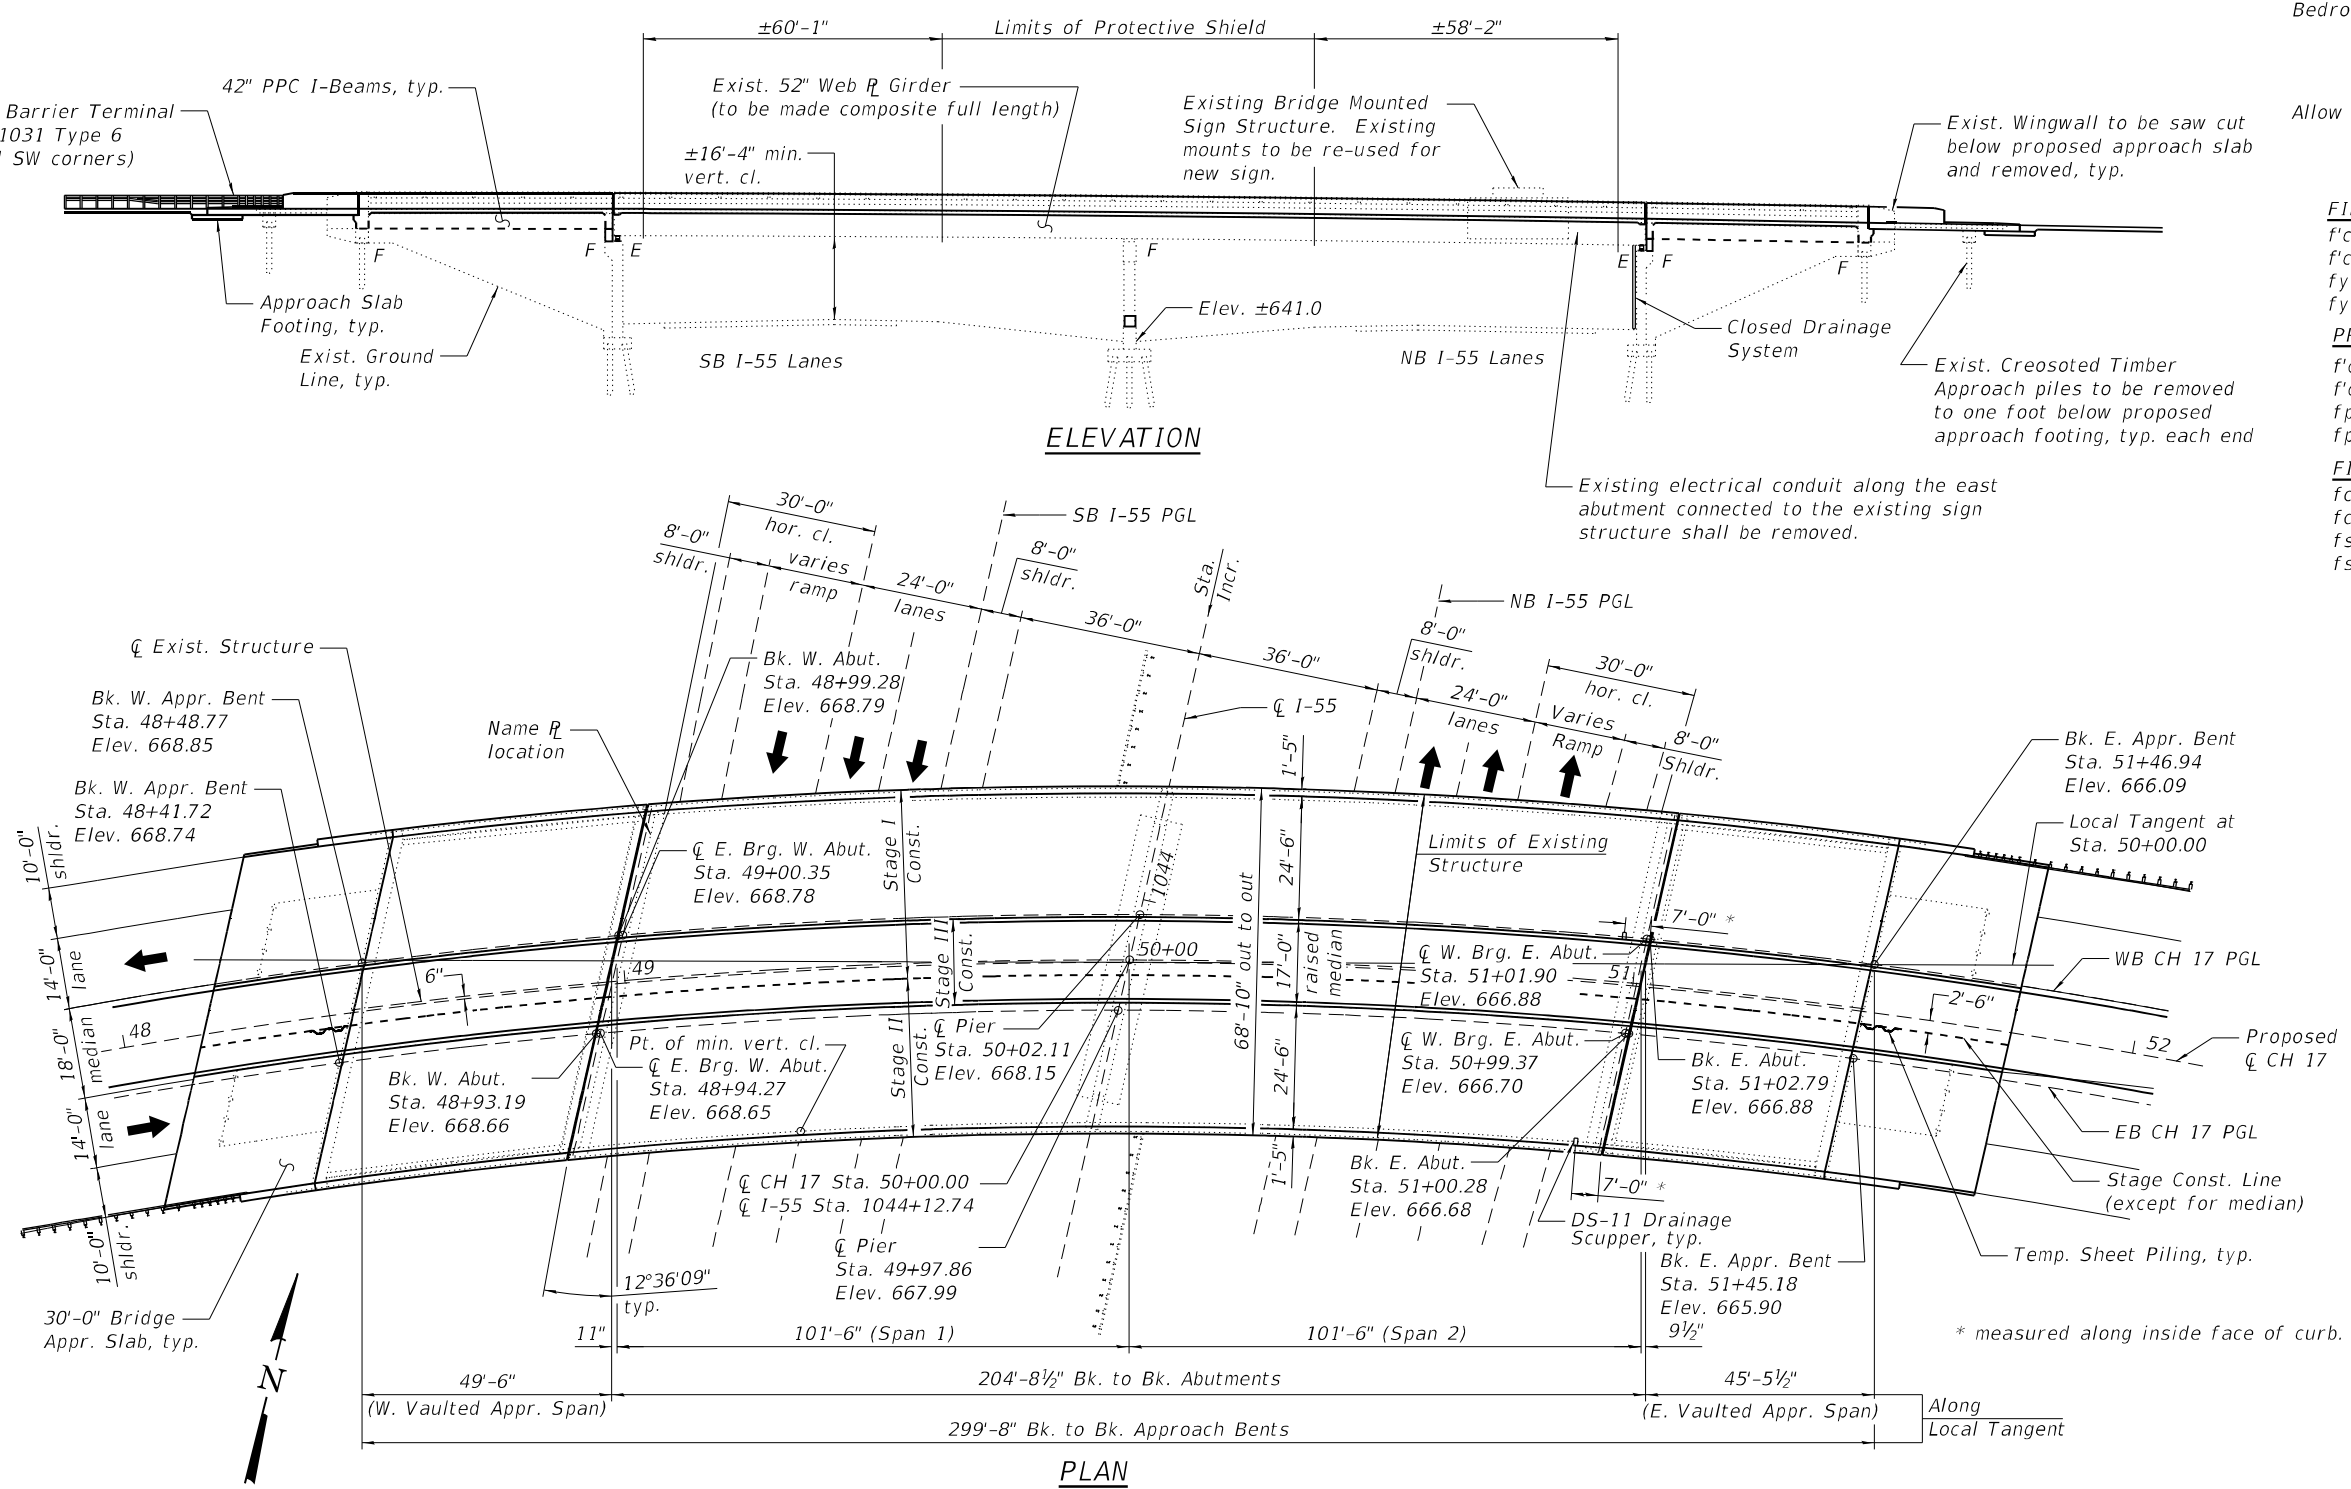 ±60'-1"
Limits of Protective Shield
±58'-2"
Bedro
42" PPC I-Beams, typ.
Exist. 52" Web ⅊ Girder
(to be made composite full length)
Existing Bridge Mounted
Sign Structure. Existing
mounts to be re-used for
new sign.
Barrier Terminal
1031 Type 6
SW corners)
Allow
Exist. Wingwall to be saw cut
below proposed approach slab
and removed, typ.
±16'-4" min.
vert. cl.
F
F
E
F
E
F
F
Approach Slab
Footing, typ.
Elev. ±641.0
Closed Drainage
System
Exist. Ground
Line, typ.
SB I-55 Lanes
NB I-55 Lanes
Exist. Creosoted Timber
Approach piles to be removed
to one foot below proposed
approach footing, typ. each end
ELEVATION
FI
f'c
f'c
fy
fy
PR
f'c
f'c
fp
fp
FI
fc
fc
fs
fs
Existing electrical conduit along the east
abutment connected to the existing sign
structure shall be removed.
30'-0"
hor. cl.
8'-0"
shldr.
varies
ramp
24'-0"
lanes
SB I-55 PGL
8'-0"
shldr.
36'-0"
Sta.
Incr.
36'-0"
NB I-55 PGL
8'-0"
shldr.
24'-0"
lanes
30'-0"
hor. cl.
Varies
Ramp
8'-0"
Shldr.
℄ Exist. Structure
Bk. W. Appr. Bent
Sta. 48+48.77
Elev. 668.85
Bk. W. Appr. Bent
Sta. 48+41.72
Elev. 668.74
Name ⅊
location
Bk. W. Abut.
Sta. 48+99.28
Elev. 668.79
℄ I-55
1'-5"
Bk. E. Appr. Bent
Sta. 51+46.94
Elev. 666.09
Local Tangent at
Sta. 50+00.00
℄ E. Brg. W. Abut.
Sta. 49+00.35
Elev. 668.78
Stage I
Const.
1044
24'-6"
Limits of Existing
Structure
10'-0"
shldr.
14'-0"
lane
18'-0"
median
14'-0"
lane
10'-0"
shldr.
48
6"
49
Stage III
Const.
50+00
68'-10" out to out
17'-0"
raised
median
7'-0" *
℄ W. Brg. E. Abut.
Sta. 51+01.90
Elev. 666.88
51
WB CH 17 PGL
2'-6"
52
Proposed
℄ CH 17
Stage II
Const.
℄ Pier
Sta. 50+02.11
Elev. 668.15
Pt. of min. vert. cl.
℄ E. Brg. W. Abut.
Sta. 48+94.27
Elev. 668.65
Bk. W. Abut.
Sta. 48+93.19
Elev. 668.66
24'-6"
℄ W. Brg. E. Abut.
Sta. 50+99.37
Elev. 666.70
Bk. E. Abut.
Sta. 51+02.79
Elev. 666.88
EB CH 17 PGL
1'-5"
Stage Const. Line
(except for median)
℄ CH 17 Sta. 50+00.00
℄ I-55 Sta. 1044+12.74
Bk. E. Abut.
Sta. 51+00.28
Elev. 666.68
7'-0" *
DS-11 Drainage
Scupper, typ.
Temp. Sheet Piling, typ.
℄ Pier
Sta. 49+97.86
Elev. 667.99
Bk. E. Appr. Bent
Sta. 51+45.18
Elev. 665.90
12°36'09"
typ.
30'-0" Bridge
Appr. Slab, typ.
N
11"
101'-6" (Span 1)
101'-6" (Span 2)
9½"
* measured along inside face of curb.
49'-6"
(W. Vaulted Appr. Span)
204'-8½" Bk. to Bk. Abutments
45'-5½"
(E. Vaulted Appr. Span)
Along
Local Tangent
299'-8" Bk. to Bk. Approach Bents
PLAN